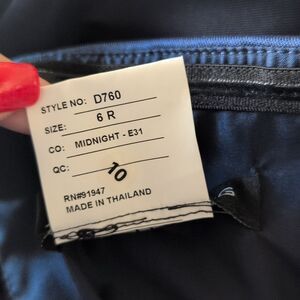 STYLE NO: D760
SIZE: 6 R
CO: MIDNIGHT - E31
QC: 10
RN#91947
MADE IN THAILAND